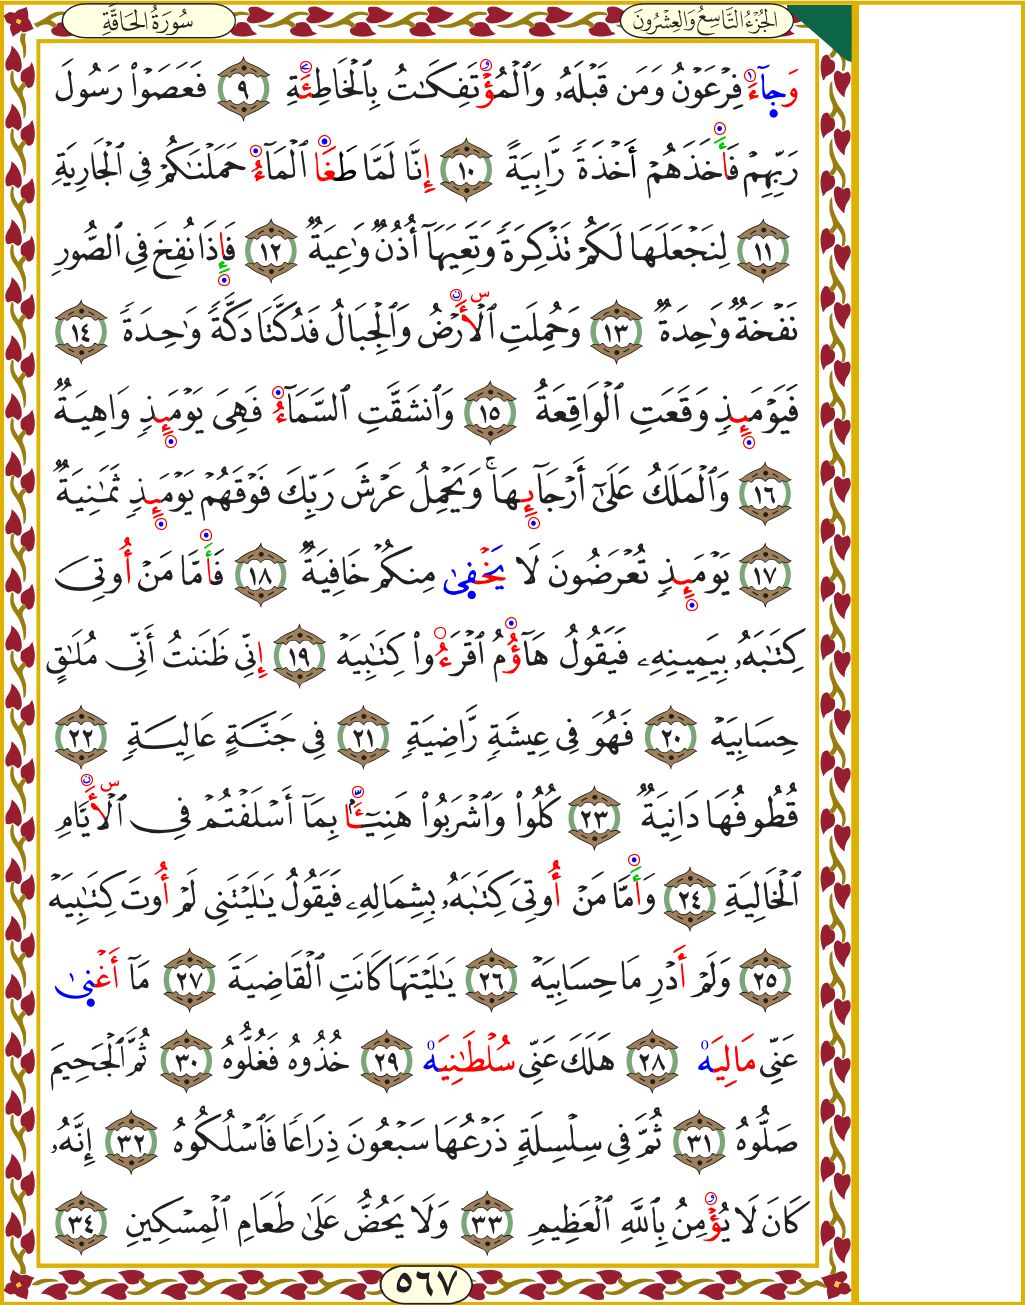 الجُزْءُ التَّاسِعُ وَالعِشْرُونَ
سُورَةُ الحَاقَّةِ
وَجَآءَ فِرْعَوْنُ وَمَن قَبْلَهُۥ وَٱلْمُؤْتَفِكَٰتُ بِٱلْخَاطِئَةِ ٩ فَعَصَوْا۟ رَسُولَ
رَبِّهِمْ فَأَخَذَهُمْ أَخْذَةً رَّابِيَةً ١٠ إِنَّا لَمَّا طَغَا ٱلْمَآءُ حَمَلْنَٰكُمْ فِى ٱلْجَارِيَةِ
١١ لِنَجْعَلَهَا لَكُمْ تَذْكِرَةً وَتَعِيَهَآ أُذُنٌ وَٰعِيَةٌ ١٢ فَإِذَا نُفِخَ فِى ٱلصُّورِ
نَفْخَةٌ وَٰحِدَةٌ ١٣ وَحُمِلَتِ ٱلْأَرْضُ وَٱلْجِبَالُ فَدُكَّتَا دَكَّةً وَٰحِدَةً ١٤
فَيَوْمَئِذٍ وَقَعَتِ ٱلْوَاقِعَةُ ١٥ وَٱنشَقَّتِ ٱلسَّمَآءُ فَهِىَ يَوْمَئِذٍ وَاهِيَةٌ
١٦ وَٱلْمَلَكُ عَلَىٰٓ أَرْجَآئِهَا ۚ وَيَحْمِلُ عَرْشَ رَبِّكَ فَوْقَهُمْ يَوْمَئِذٍ ثَمَٰنِيَةٌ
١٧ يَوْمَئِذٍ تُعْرَضُونَ لَا يَخْفَىٰ مِنكُمْ خَافِيَةٌ ١٨ فَأَمَّا مَنْ أُوتِىَ
كِتَٰبَهُۥ بِيَمِينِهِۦ فَيَقُولُ هَآؤُمُ ٱقْرَءُوا۟ كِتَٰبِيَهْ ١٩ إِنِّى ظَنَنتُ أَنِّى مُلَٰقٍ
حِسَابِيَهْ ٢٠ فَهُوَ فِى عِيشَةٍ رَّاضِيَةٍ ٢١ فِى جَنَّةٍ عَالِيَةٍ ٢٢
قُطُوفُهَا دَانِيَةٌ ٢٣ كُلُوا۟ وَٱشْرَبُوا۟ هَنِيٓـًٔۢا بِمَآ أَسْلَفْتُمْ فِى ٱلْأَيَّامِ
ٱلْخَالِيَةِ ٢٤ وَأَمَّا مَنْ أُوتِىَ كِتَٰبَهُۥ بِشِمَالِهِۦ فَيَقُولُ يَٰلَيْتَنِى لَمْ أُوتَ كِتَٰبِيَهْ
٢٥ وَلَمْ أَدْرِ مَا حِسَابِيَهْ ٢٦ يَٰلَيْتَهَا كَانَتِ ٱلْقَاضِيَةَ ٢٧ مَآ أَغْنَىٰ
عَنِّى مَالِيَهْ ٢٨ هَلَكَ عَنِّى سُلْطَٰنِيَهْ ٢٩ خُذُوهُ فَغُلُّوهُ ٣٠ ثُمَّ ٱلْجَحِيمَ
صَلُّوهُ ٣١ ثُمَّ فِى سِلْسِلَةٍ ذَرْعُهَا سَبْعُونَ ذِرَاعًا فَٱسْلُكُوهُ ٣٢ إِنَّهُۥ
كَانَ لَا يُؤْمِنُ بِٱللَّهِ ٱلْعَظِيمِ ٣٣ وَلَا يَحُضُّ عَلَىٰ طَعَامِ ٱلْمِسْكِينِ ٣٤
٥٦٧